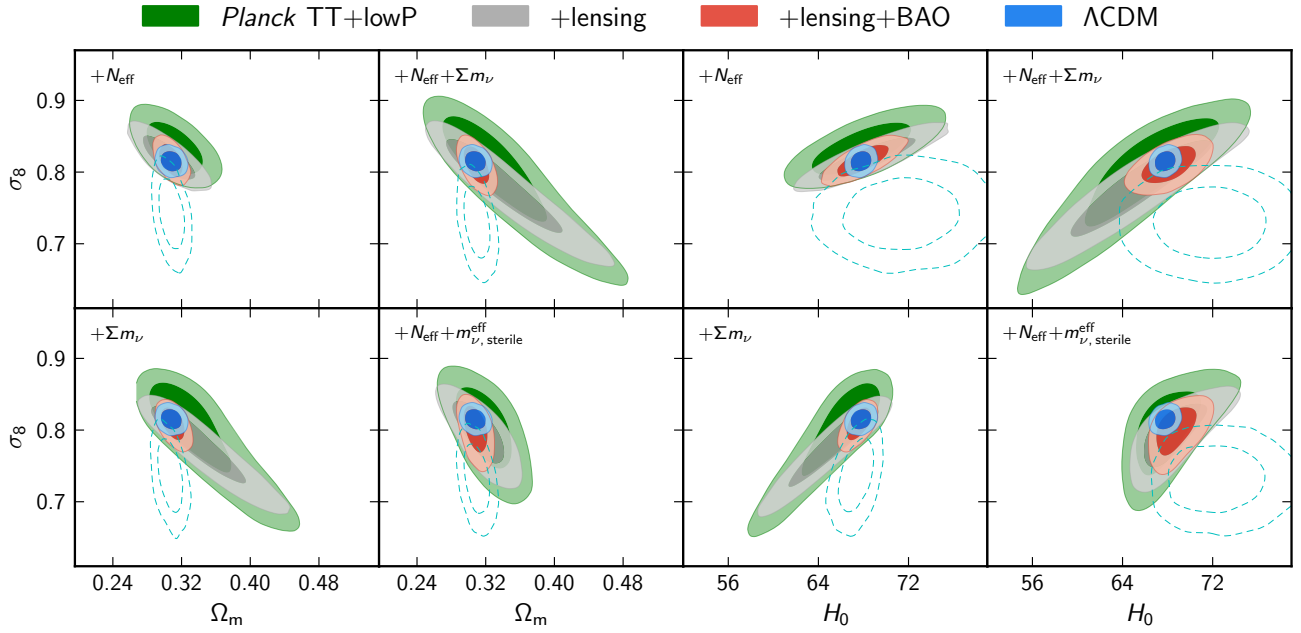 Planck TT+lowP +lensing +lensing+BAO ΛCDM
+N_eff +N_eff+Σm_ν +N_eff +N_eff+Σm_ν
0.9
0.8
0.7
σ_8
+Σm_ν +N_eff+m^eff_ν, sterile +Σm_ν +N_eff+m^eff_ν, sterile
0.9
0.8
0.7
σ_8
0.24 0.32 0.40 0.48 0.24 0.32 0.40 0.48 56 64 72 56 64 72
Ω_m Ω_m H_0 H_0